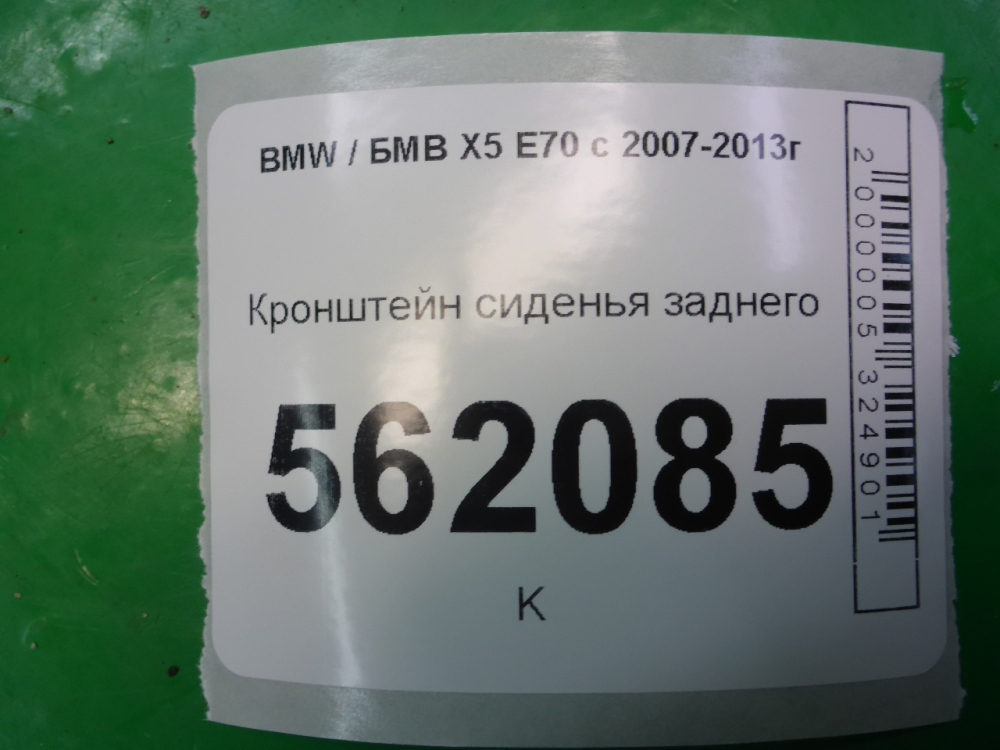 BMW / БМВ X5 E70 с 2007-2013г
Кронштейн сиденья заднего
562085
К
2000005324901